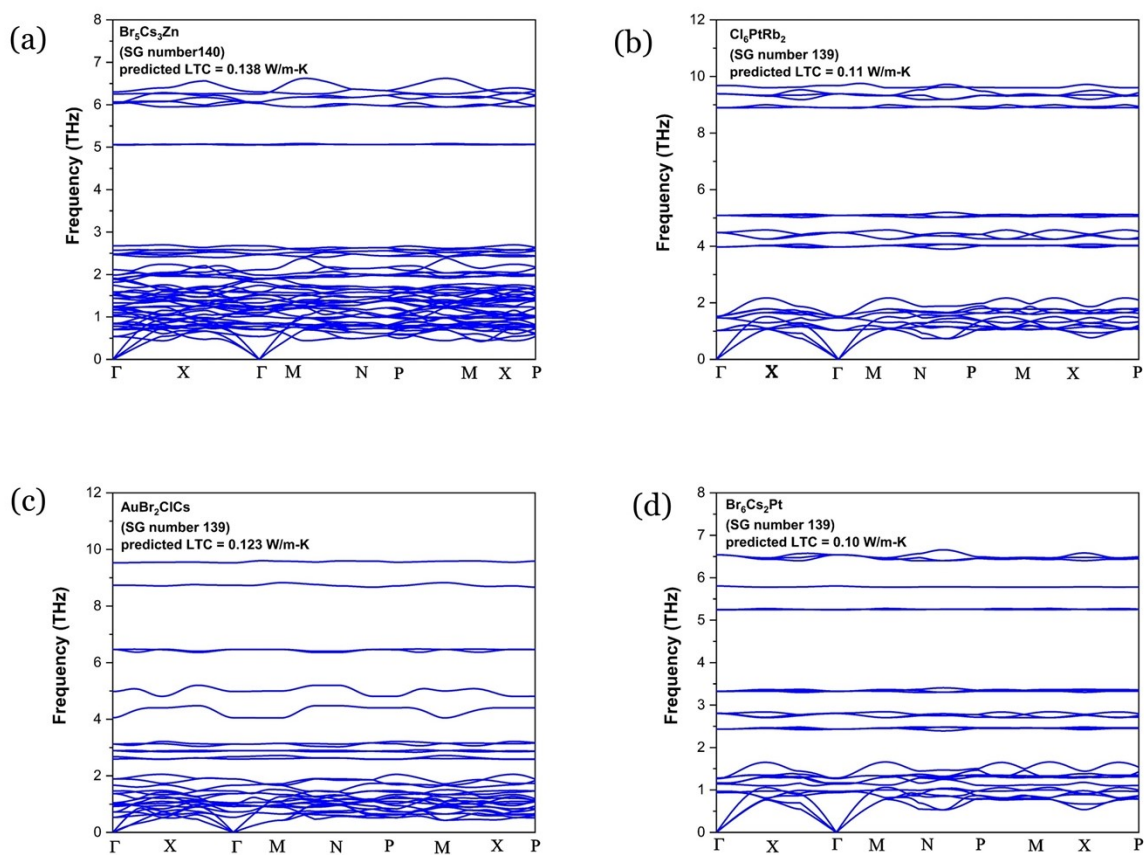 (a)
Br₅Cs₃Zn
(SG number140)
predicted LTC = 0.138 W/m-K
Frequency (THz)
8
7
6
5
4
3
2
1
0
Γ X Γ M N P M X P
(b)
Cl₆PtRb₂
(SG number 139)
predicted LTC = 0.11 W/m-K
Frequency (THz)
12
10
8
6
4
2
0
Γ X Γ M N P M X P
(c)
AuBr₂ClCs
(SG number 139)
predicted LTC = 0.123 W/m-K
Frequency (THz)
12
10
8
6
4
2
0
Γ X Γ M N P M X P
(d)
Br₆Cs₂Pt
(SG number 139)
predicted LTC = 0.10 W/m-K
Frequency (THz)
8
7
6
5
3
2
1
0
Γ X Γ M N P M X P